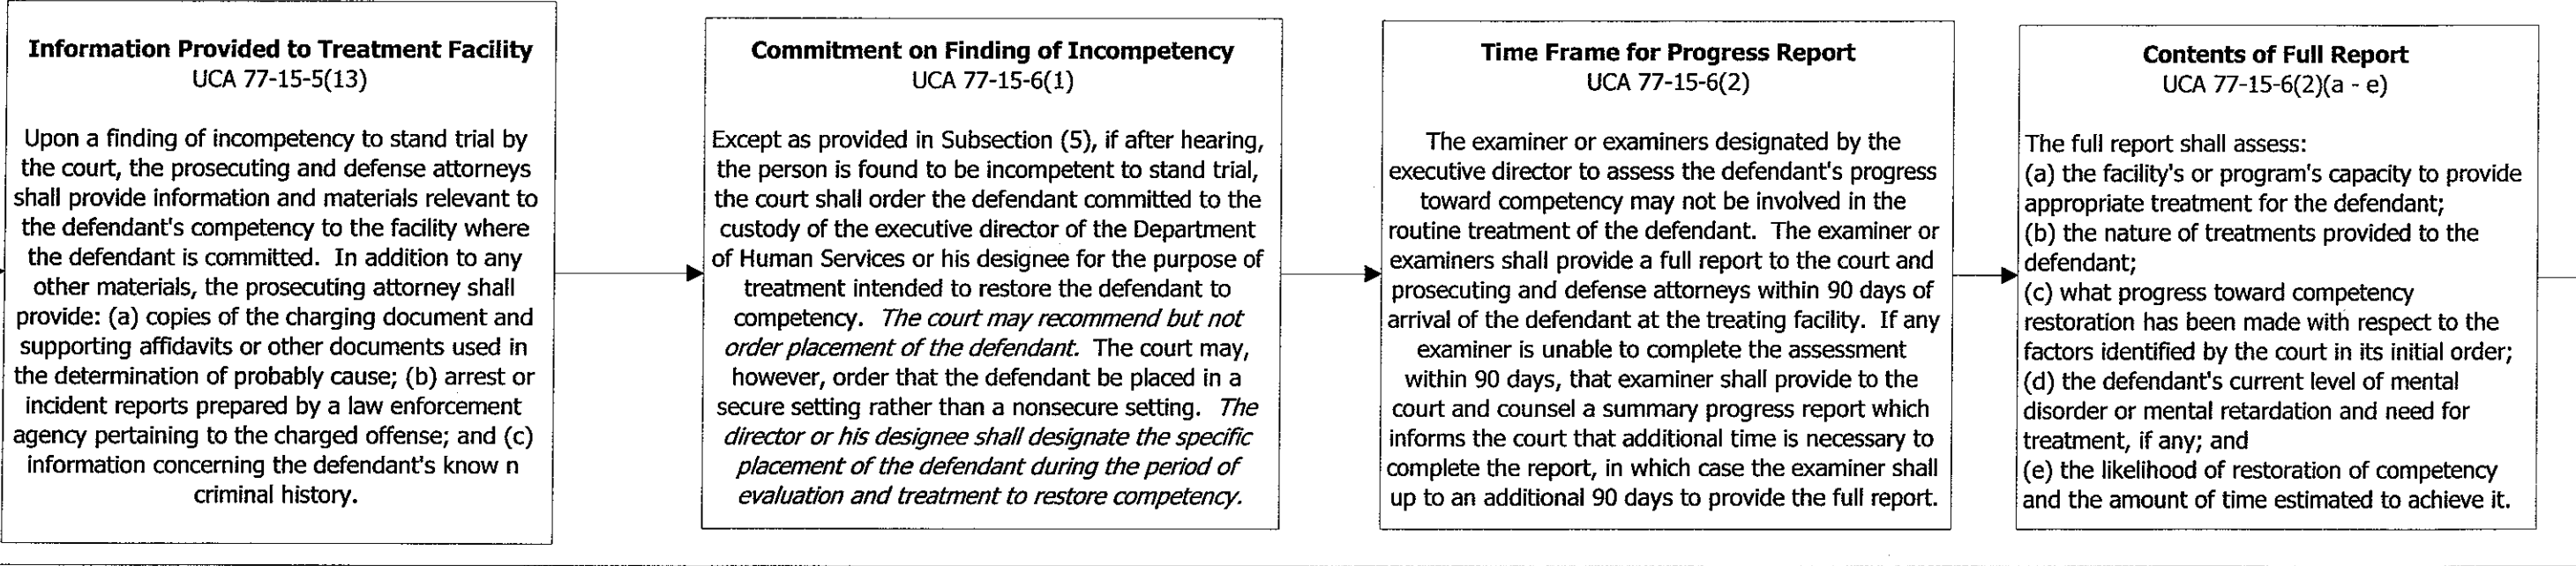 Information Provided to Treatment Facility
UCA 77-15-5(13)
Upon a finding of incompetency to stand trial by
the court, the prosecuting and defense attorneys
shall provide information and materials relevant to
the defendant's competency to the facility where
the defendant is committed. In addition to any
other materials, the prosecuting attorney shall
provide: (a) copies of the charging document and
supporting affidavits or other documents used in
the determination of probably cause; (b) arrest or
incident reports prepared by a law enforcement
agency pertaining to the charged offense; and (c)
information concerning the defendant's know n
criminal history.
Commitment on Finding of Incompetency
UCA 77-15-6(1)
Except as provided in Subsection (5), if after hearing,
the person is found to be incompetent to stand trial,
the court shall order the defendant committed to the
custody of the executive director of the Department
of Human Services or his designee for the purpose of
treatment intended to restore the defendant to
competency. The court may recommend but not
order placement of the defendant. The court may,
however, order that the defendant be placed in a
secure setting rather than a nonsecure setting. The
director or his designee shall designate the specific
placement of the defendant during the period of
evaluation and treatment to restore competency.
Time Frame for Progress Report
UCA 77-15-6(2)
The examiner or examiners designated by the
executive director to assess the defendant's progress
toward competency may not be involved in the
routine treatment of the defendant. The examiner or
examiners shall provide a full report to the court and
prosecuting and defense attorneys within 90 days of
arrival of the defendant at the treating facility. If any
examiner is unable to complete the assessment
within 90 days, that examiner shall provide to the
court and counsel a summary progress report which
informs the court that additional time is necessary to
complete the report, in which case the examiner shall
up to an additional 90 days to provide the full report.
Contents of Full Report
UCA 77-15-6(2)(a - e)
The full report shall assess:
(a) the facility's or program's capacity to provide
appropriate treatment for the defendant;
(b) the nature of treatments provided to the
defendant;
(c) what progress toward competency
restoration has been made with respect to the
factors identified by the court in its initial order;
(d) the defendant's current level of mental
disorder or mental retardation and need for
treatment, if any; and
(e) the likelihood of restoration of competency
and the amount of time estimated to achieve it.